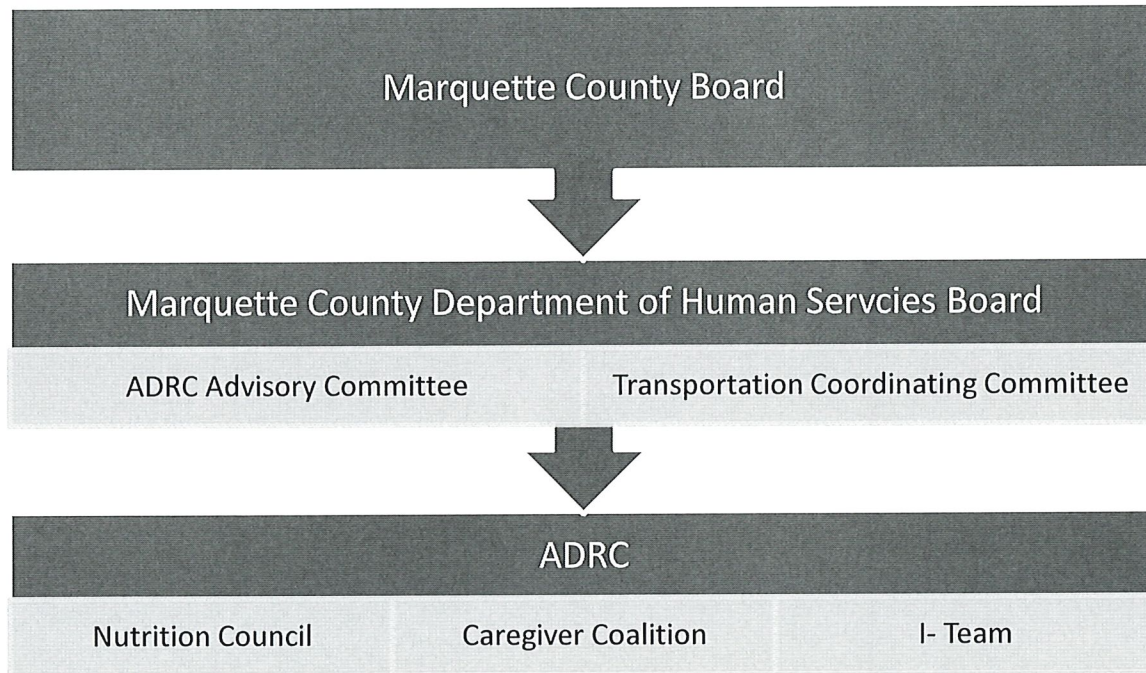 Marquette County Board
Marquette County Department of Human Servcies Board
ADRC Advisory Committee
Transportation Coordinating Committee
ADRC
Nutrition Council
Caregiver Coalition
I- Team